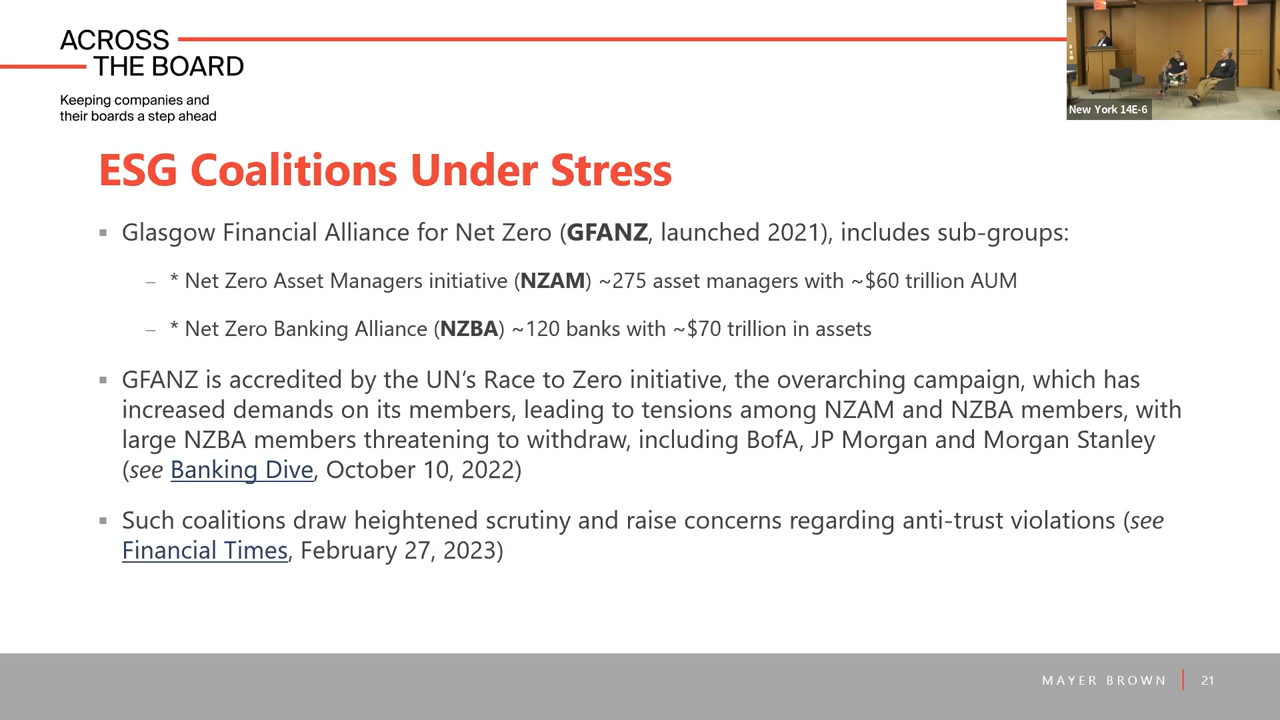 ACROSS
THE BOARD
Keeping companies and
their boards a step ahead
New York 14E-6
ESG Coalitions Under Stress
▪ Glasgow Financial Alliance for Net Zero (GFANZ, launched 2021), includes sub-groups:
– * Net Zero Asset Managers initiative (NZAM) ~275 asset managers with ~$60 trillion AUM
– * Net Zero Banking Alliance (NZBA) ~120 banks with ~$70 trillion in assets
▪ GFANZ is accredited by the UN‘s Race to Zero initiative, the overarching campaign, which has
increased demands on its members, leading to tensions among NZAM and NZBA members, with
large NZBA members threatening to withdraw, including BofA, JP Morgan and Morgan Stanley
(see Banking Dive, October 10, 2022)
▪ Such coalitions draw heightened scrutiny and raise concerns regarding anti-trust violations (see
Financial Times, February 27, 2023)
MAYER BROWN | 21